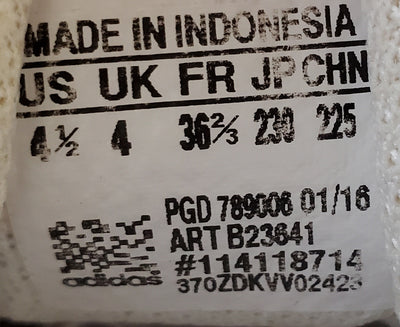 MADE IN INDONESIA
US UK FR JP CHN
4½ 4 36⅔ 230 225
PGD 789006 01/16
ART B23641
#114118714
adidas 370ZDKVV02423